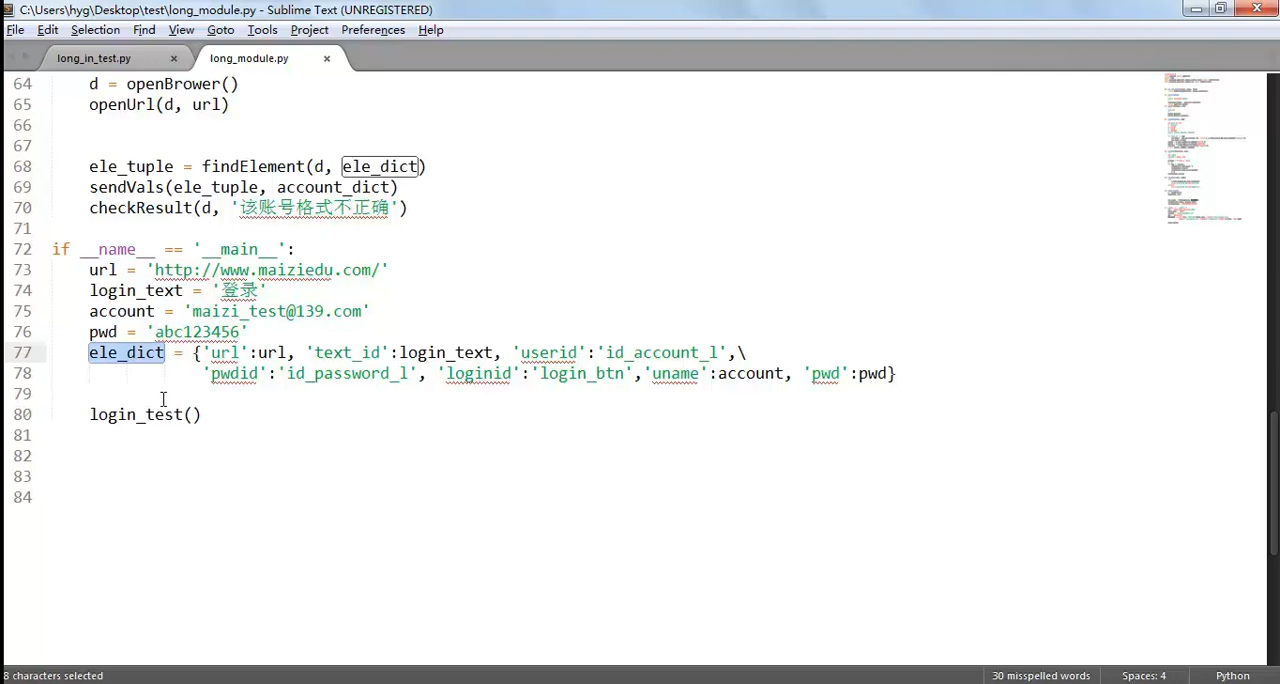 C:\Users\hyg\Desktop\test\long_module.py - Sublime Text (UNREGISTERED)
File Edit Selection Find View Goto Tools Project Preferences Help
long_in_test.py × long_module.py ×
64 d = openBrower()
65 openUrl(d, url)
66
67
68 ele_tuple = findElement(d, ele_dict)
69 sendVals(ele_tuple, account_dict)
70 checkResult(d, '该账号格式不正确')
71
72 if __name__ == '__main__':
73 url = 'http://www.maiziedu.com/'
74 login_text = '登录'
75 account = 'maizi_test@139.com'
76 pwd = 'abc123456'
77 ele_dict = {'url':url, 'text_id':login_text, 'userid':'id_account_l',\
78 'pwdid':'id_password_l', 'loginid':'login_btn','uname':account, 'pwd':pwd}
79
80 login_test()
81
82
83
84
8 characters selected 30 misspelled words Spaces: 4 Python